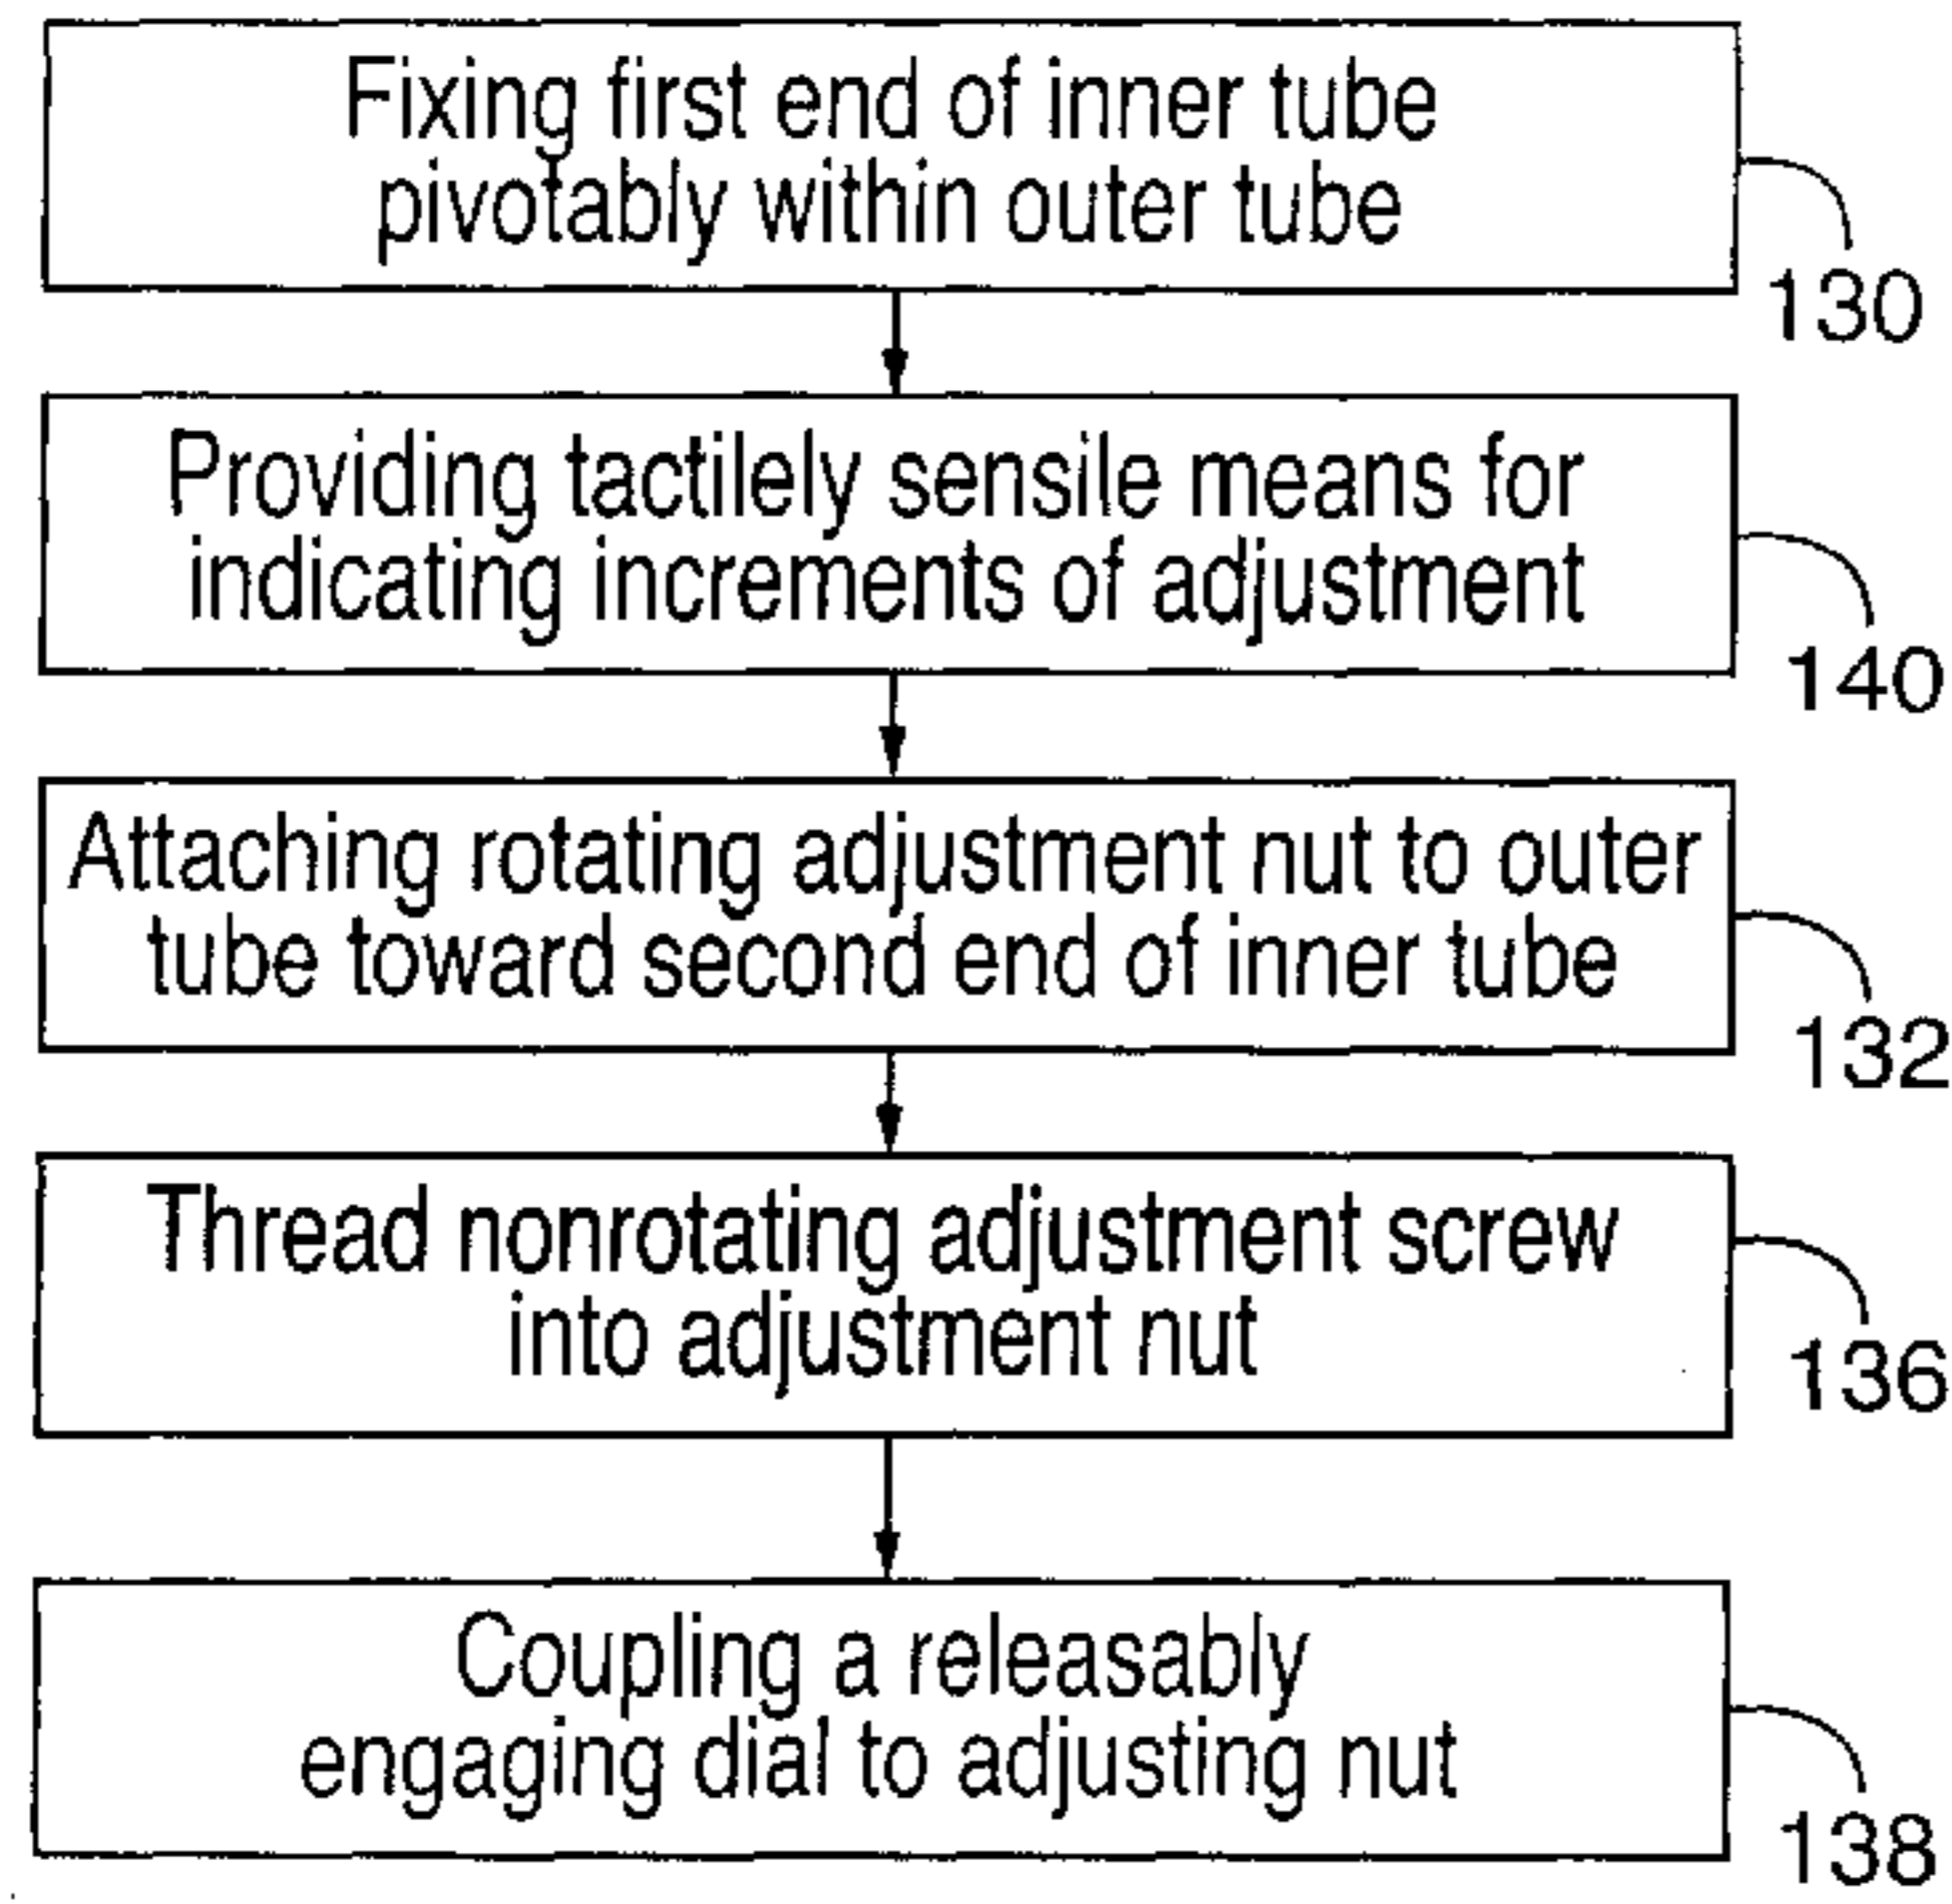 Fixing first end of inner tube
pivotably within outer tube
130
Providing tactilely sensile means for
indicating increments of adjustment
140
Attaching rotating adjustment nut to outer
tube toward second end of inner tube
132
Thread nonrotating adjustment screw
into adjustment nut
136
Coupling a releasably
engaging dial to adjusting nut
138